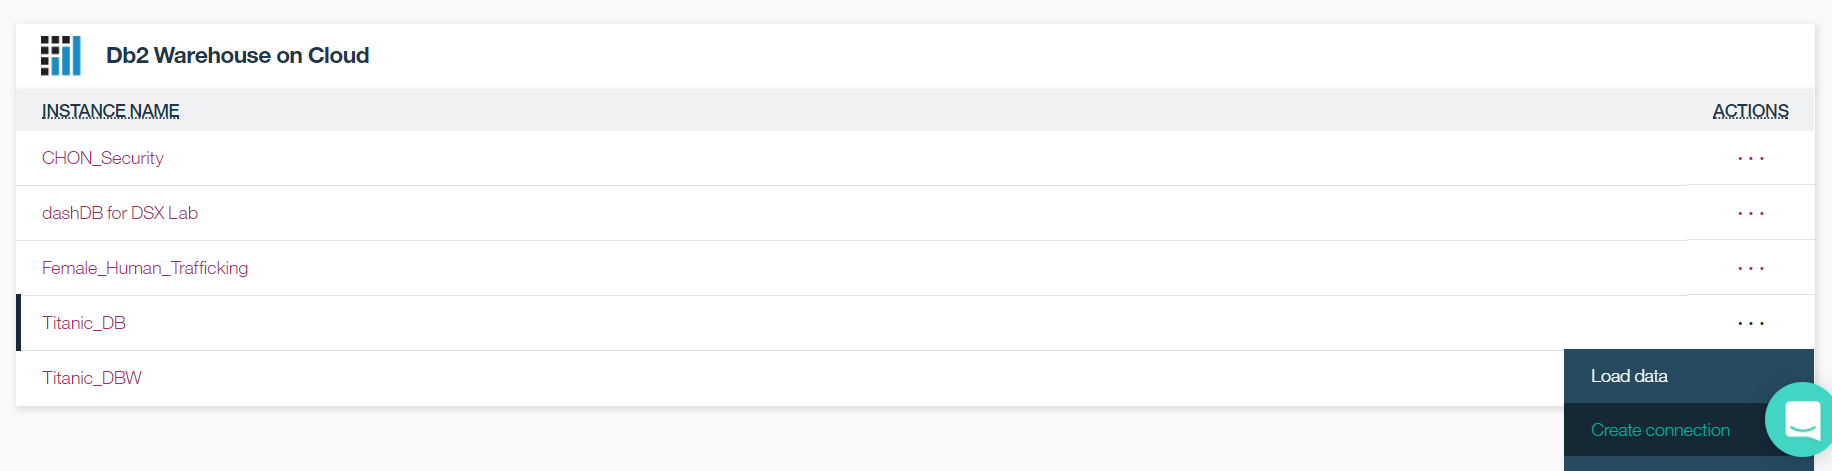 Db2 Warehouse on Cloud
INSTANCE NAME ACTIONS
CHON_Security ...
dashDB for DSX Lab ...
Female_Human_Trafficking ...
Titanic_DB ...
Titanic_DBW
Load data
Create connection